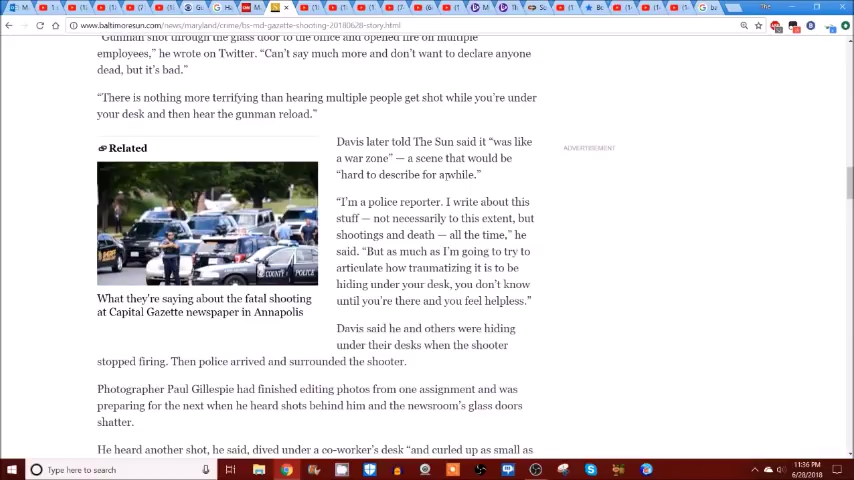 www.baltimoresun.com/news/maryland/crime/bs-md-gazette-shooting-20180628-story.html
"Gunman shot through the glass door to the office and opened fire on multiple
employees," he wrote on Twitter. "Can't say much more and don't want to declare anyone
dead, but it's bad."
"There is nothing more terrifying than hearing multiple people get shot while you're under
your desk and then hear the gunman reload."
Related
What they're saying about the fatal shooting
at Capital Gazette newspaper in Annapolis
Davis later told The Sun said it "was like
a war zone" — a scene that would be
"hard to describe for awhile."
"I'm a police reporter. I write about this
stuff — not necessarily to this extent, but
shootings and death — all the time," he
said. "But as much as I'm going to try to
articulate how traumatizing it is to be
hiding under your desk, you don't know
until you're there and you feel helpless."
Davis said he and others were hiding
under their desks when the shooter
stopped firing. Then police arrived and surrounded the shooter.
Photographer Paul Gillespie had finished editing photos from one assignment and was
preparing for the next when he heard shots behind him and the newsroom's glass doors
shatter.
He heard another shot, he said, dived under a co-worker's desk "and curled up as small as
ADVERTISEMENT
COUNTY POLICE
Type here to search
11:36 PM
6/28/2018